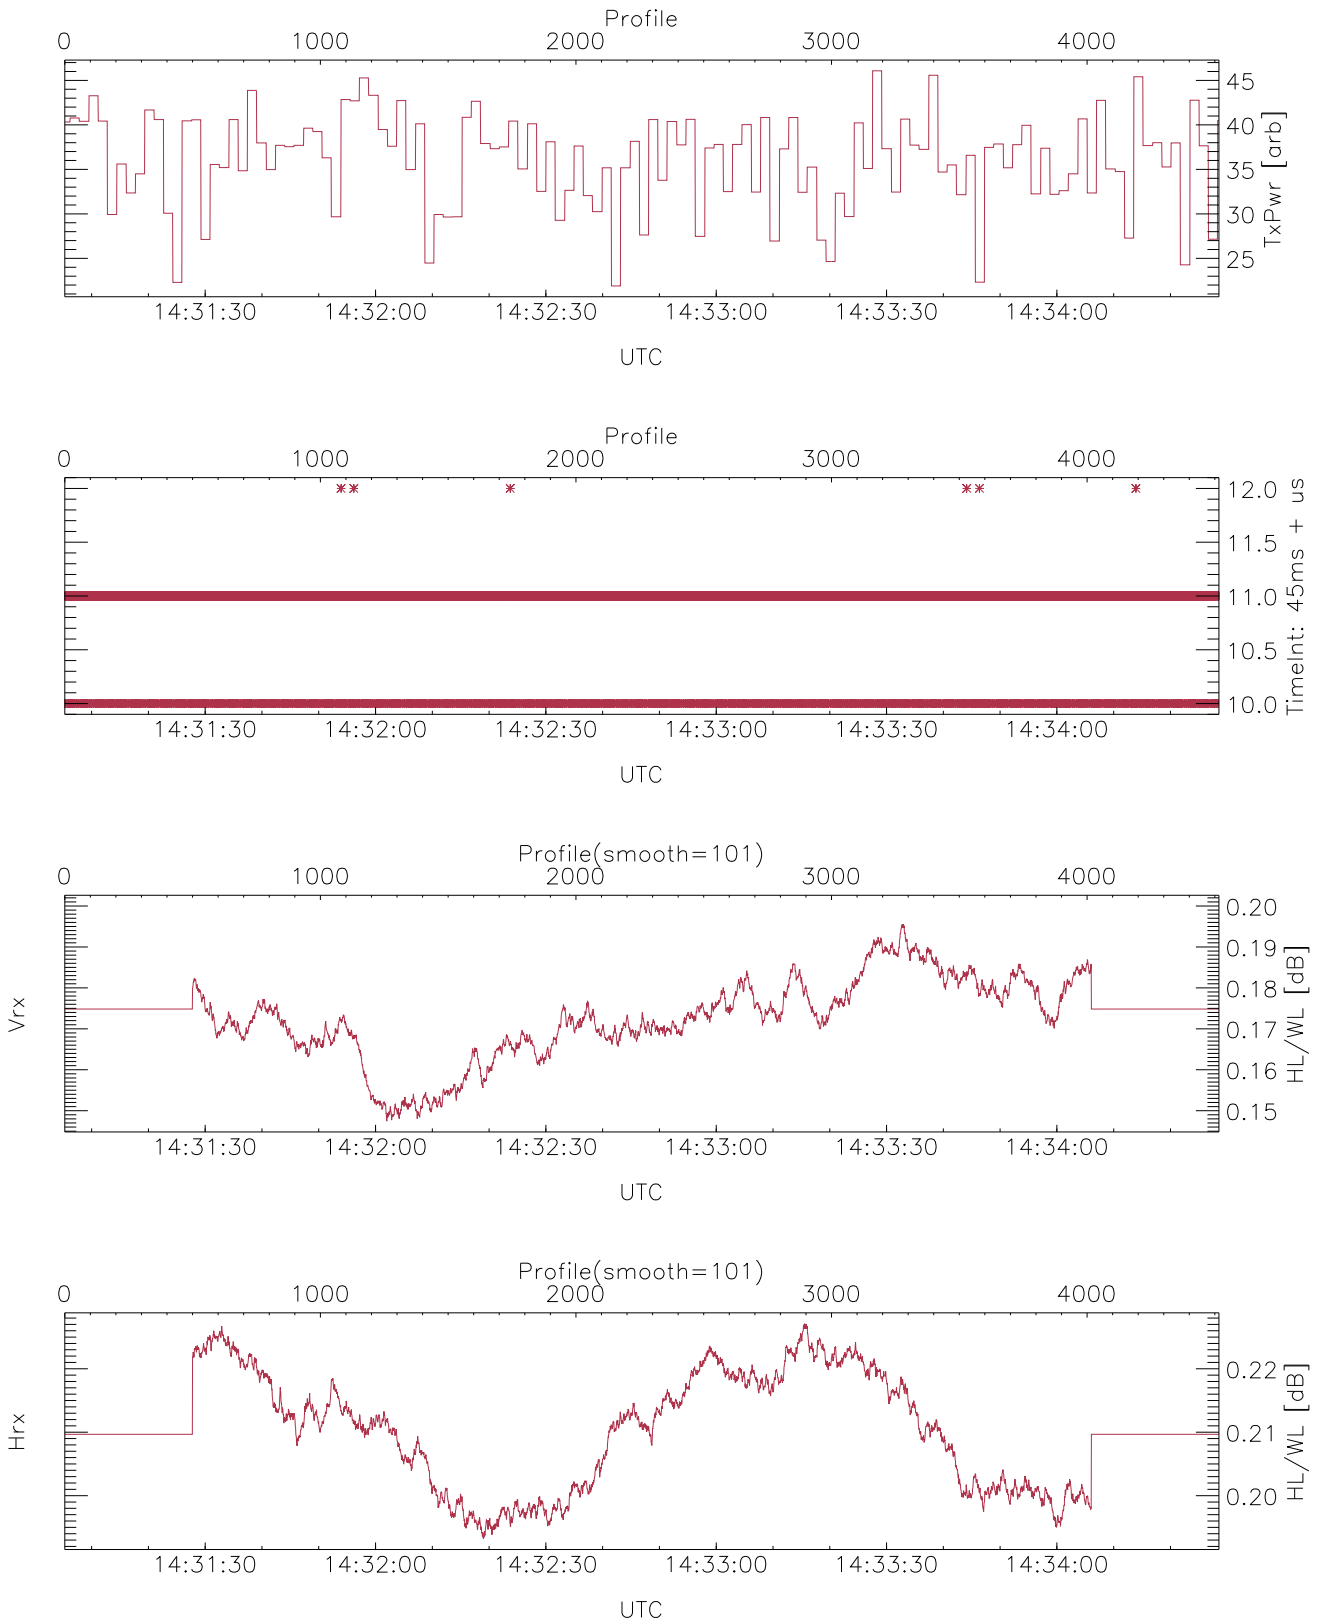 Profile
0 1000 2000 3000 4000
45
40
35
30
25
TxPwr [arb]
14:31:30 14:32:00 14:32:30 14:33:00 14:33:30 14:34:00
UTC
Profile
0 1000 2000 3000 4000
12.0
11.5
11.0
10.5
10.0
TimeInt: 45ms + us
14:31:30 14:32:00 14:32:30 14:33:00 14:33:30 14:34:00
UTC
Profile(smooth=101)
0 1000 2000 3000 4000
Vrx
0.20
0.19
0.18
0.17
0.16
0.15
HL/WL [dB]
14:31:30 14:32:00 14:32:30 14:33:00 14:33:30 14:34:00
UTC
Profile(smooth=101)
0 1000 2000 3000 4000
Hrx
0.22
0.21
0.20
HL/WL [dB]
14:31:30 14:32:00 14:32:30 14:33:00 14:33:30 14:34:00
UTC